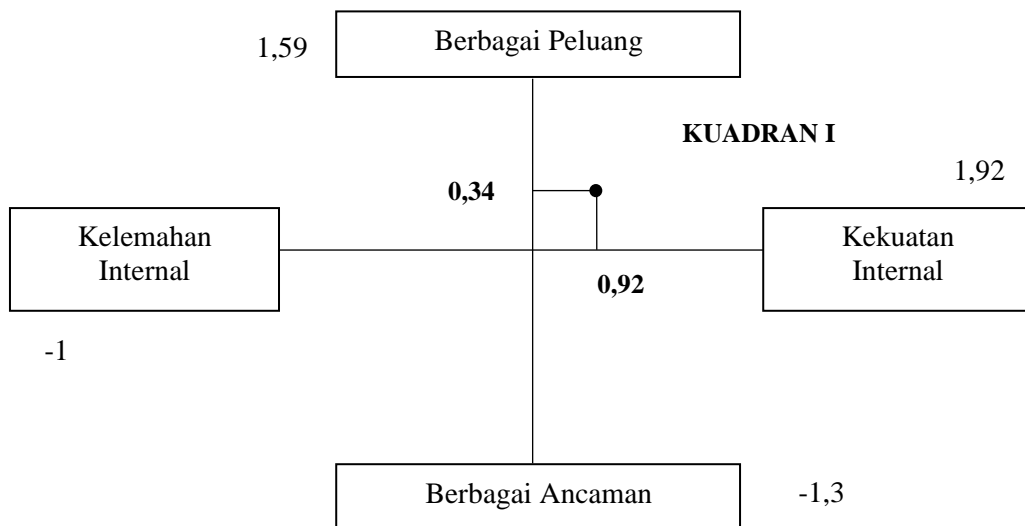 Berbagai Peluang
1,59
KUADRAN I
1,92
0,34
Kelemahan
Internal
Kekuatan
Internal
0,92
-1
Berbagai Ancaman
-1,3